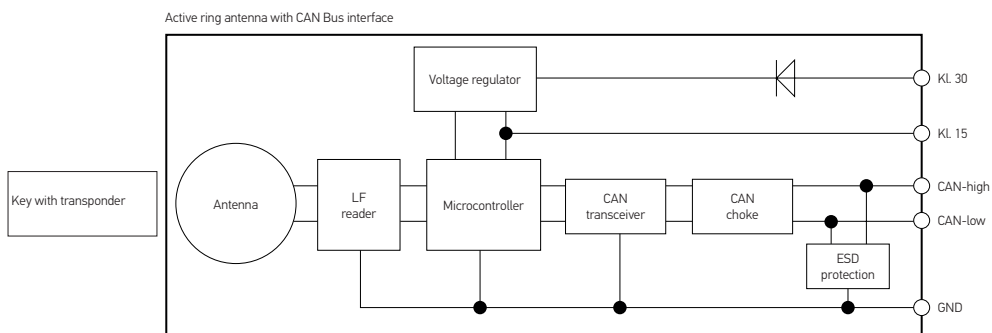 Active ring antenna with CAN Bus interface
Voltage regulator
Kl. 30
Kl. 15
Key with transponder
Antenna
LF
reader
Microcontroller
CAN
transceiver
CAN
choke
CAN-high
CAN-low
ESD
protection
GND